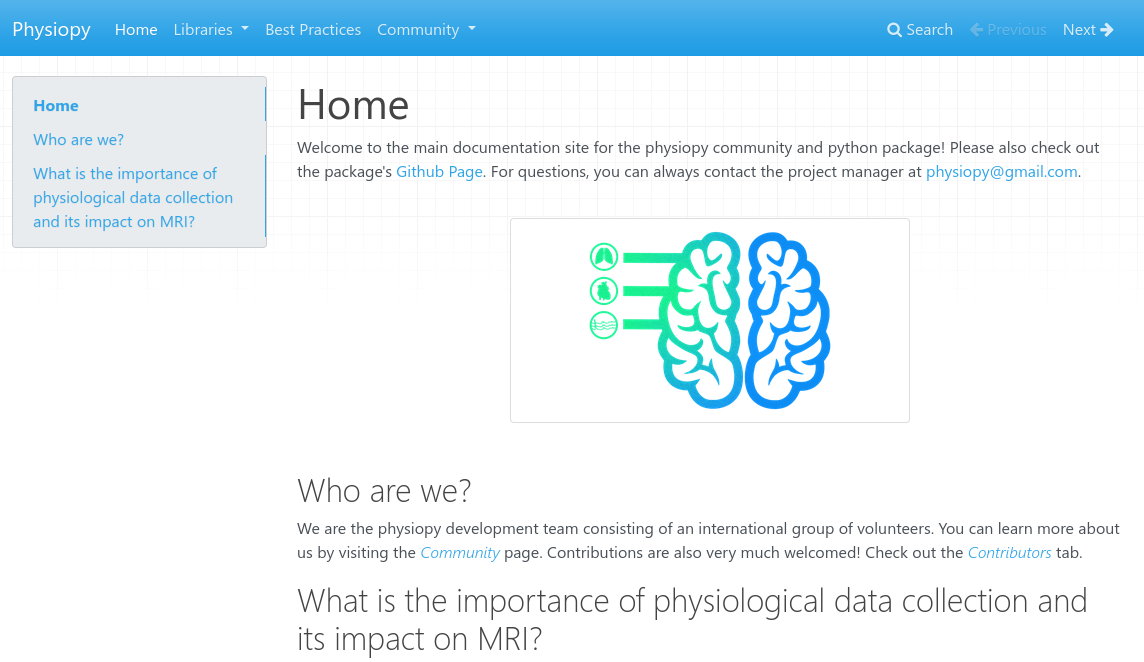 Physiopy Home Libraries Best Practices Community Search Previous Next
Home
Who are we?
What is the importance of
physiological data collection
and its impact on MRI?
Home
Welcome to the main documentation site for the physiopy community and python package! Please also check out
the package's Github Page. For questions, you can always contact the project manager at physiopy@gmail.com.
Who are we?
We are the physiopy development team consisting of an international group of volunteers. You can learn more about
us by visiting the Community page. Contributions are also very much welcomed! Check out the Contributors tab.
What is the importance of physiological data collection and
its impact on MRI?